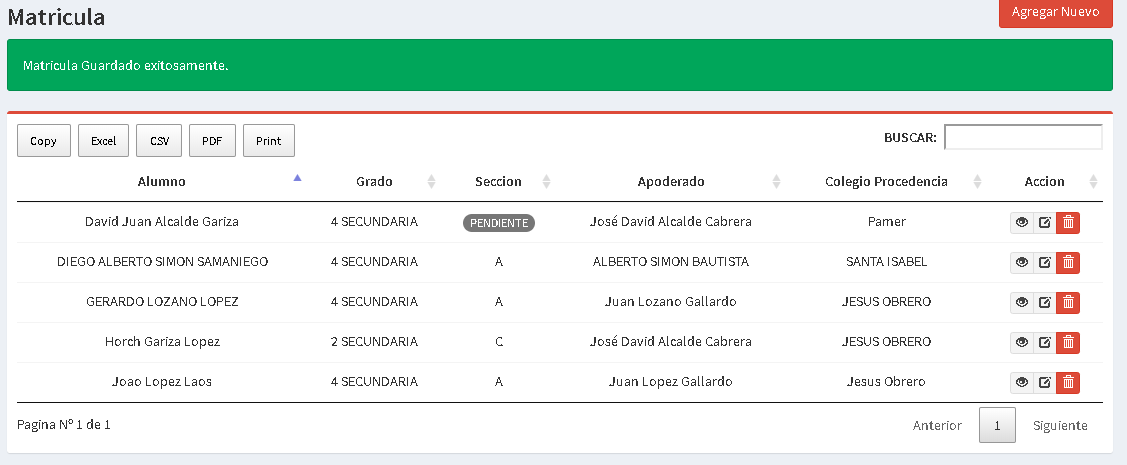 Matricula
Agregar Nuevo
Matricula Guardado exitosamente.
Copy Excel CSV PDF Print
BUSCAR:
Alumno Grado Seccion Apoderado Colegio Procedencia Accion
David Juan Alcalde Gariza 4 SECUNDARIA PENDIENTE José David Alcalde Cabrera Pamer
DIEGO ALBERTO SIMON SAMANIEGO 4 SECUNDARIA A ALBERTO SIMON BAUTISTA SANTA ISABEL
GERARDO LOZANO LOPEZ 4 SECUNDARIA A Juan Lozano Gallardo JESUS OBRERO
Horch Gariza Lopez 2 SECUNDARIA C José David Alcalde Cabrera JESUS OBRERO
Joao Lopez Laos 4 SECUNDARIA A Juan Lopez Gallardo Jesus Obrero
Pagina Nº 1 de 1
Anterior 1 Siguiente